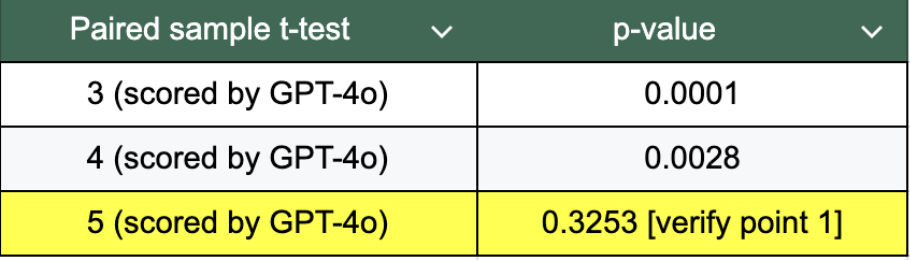 Paired sample t-test p-value
3 (scored by GPT-4o) 0.0001
4 (scored by GPT-4o) 0.0028
5 (scored by GPT-4o) 0.3253 [verify point 1]